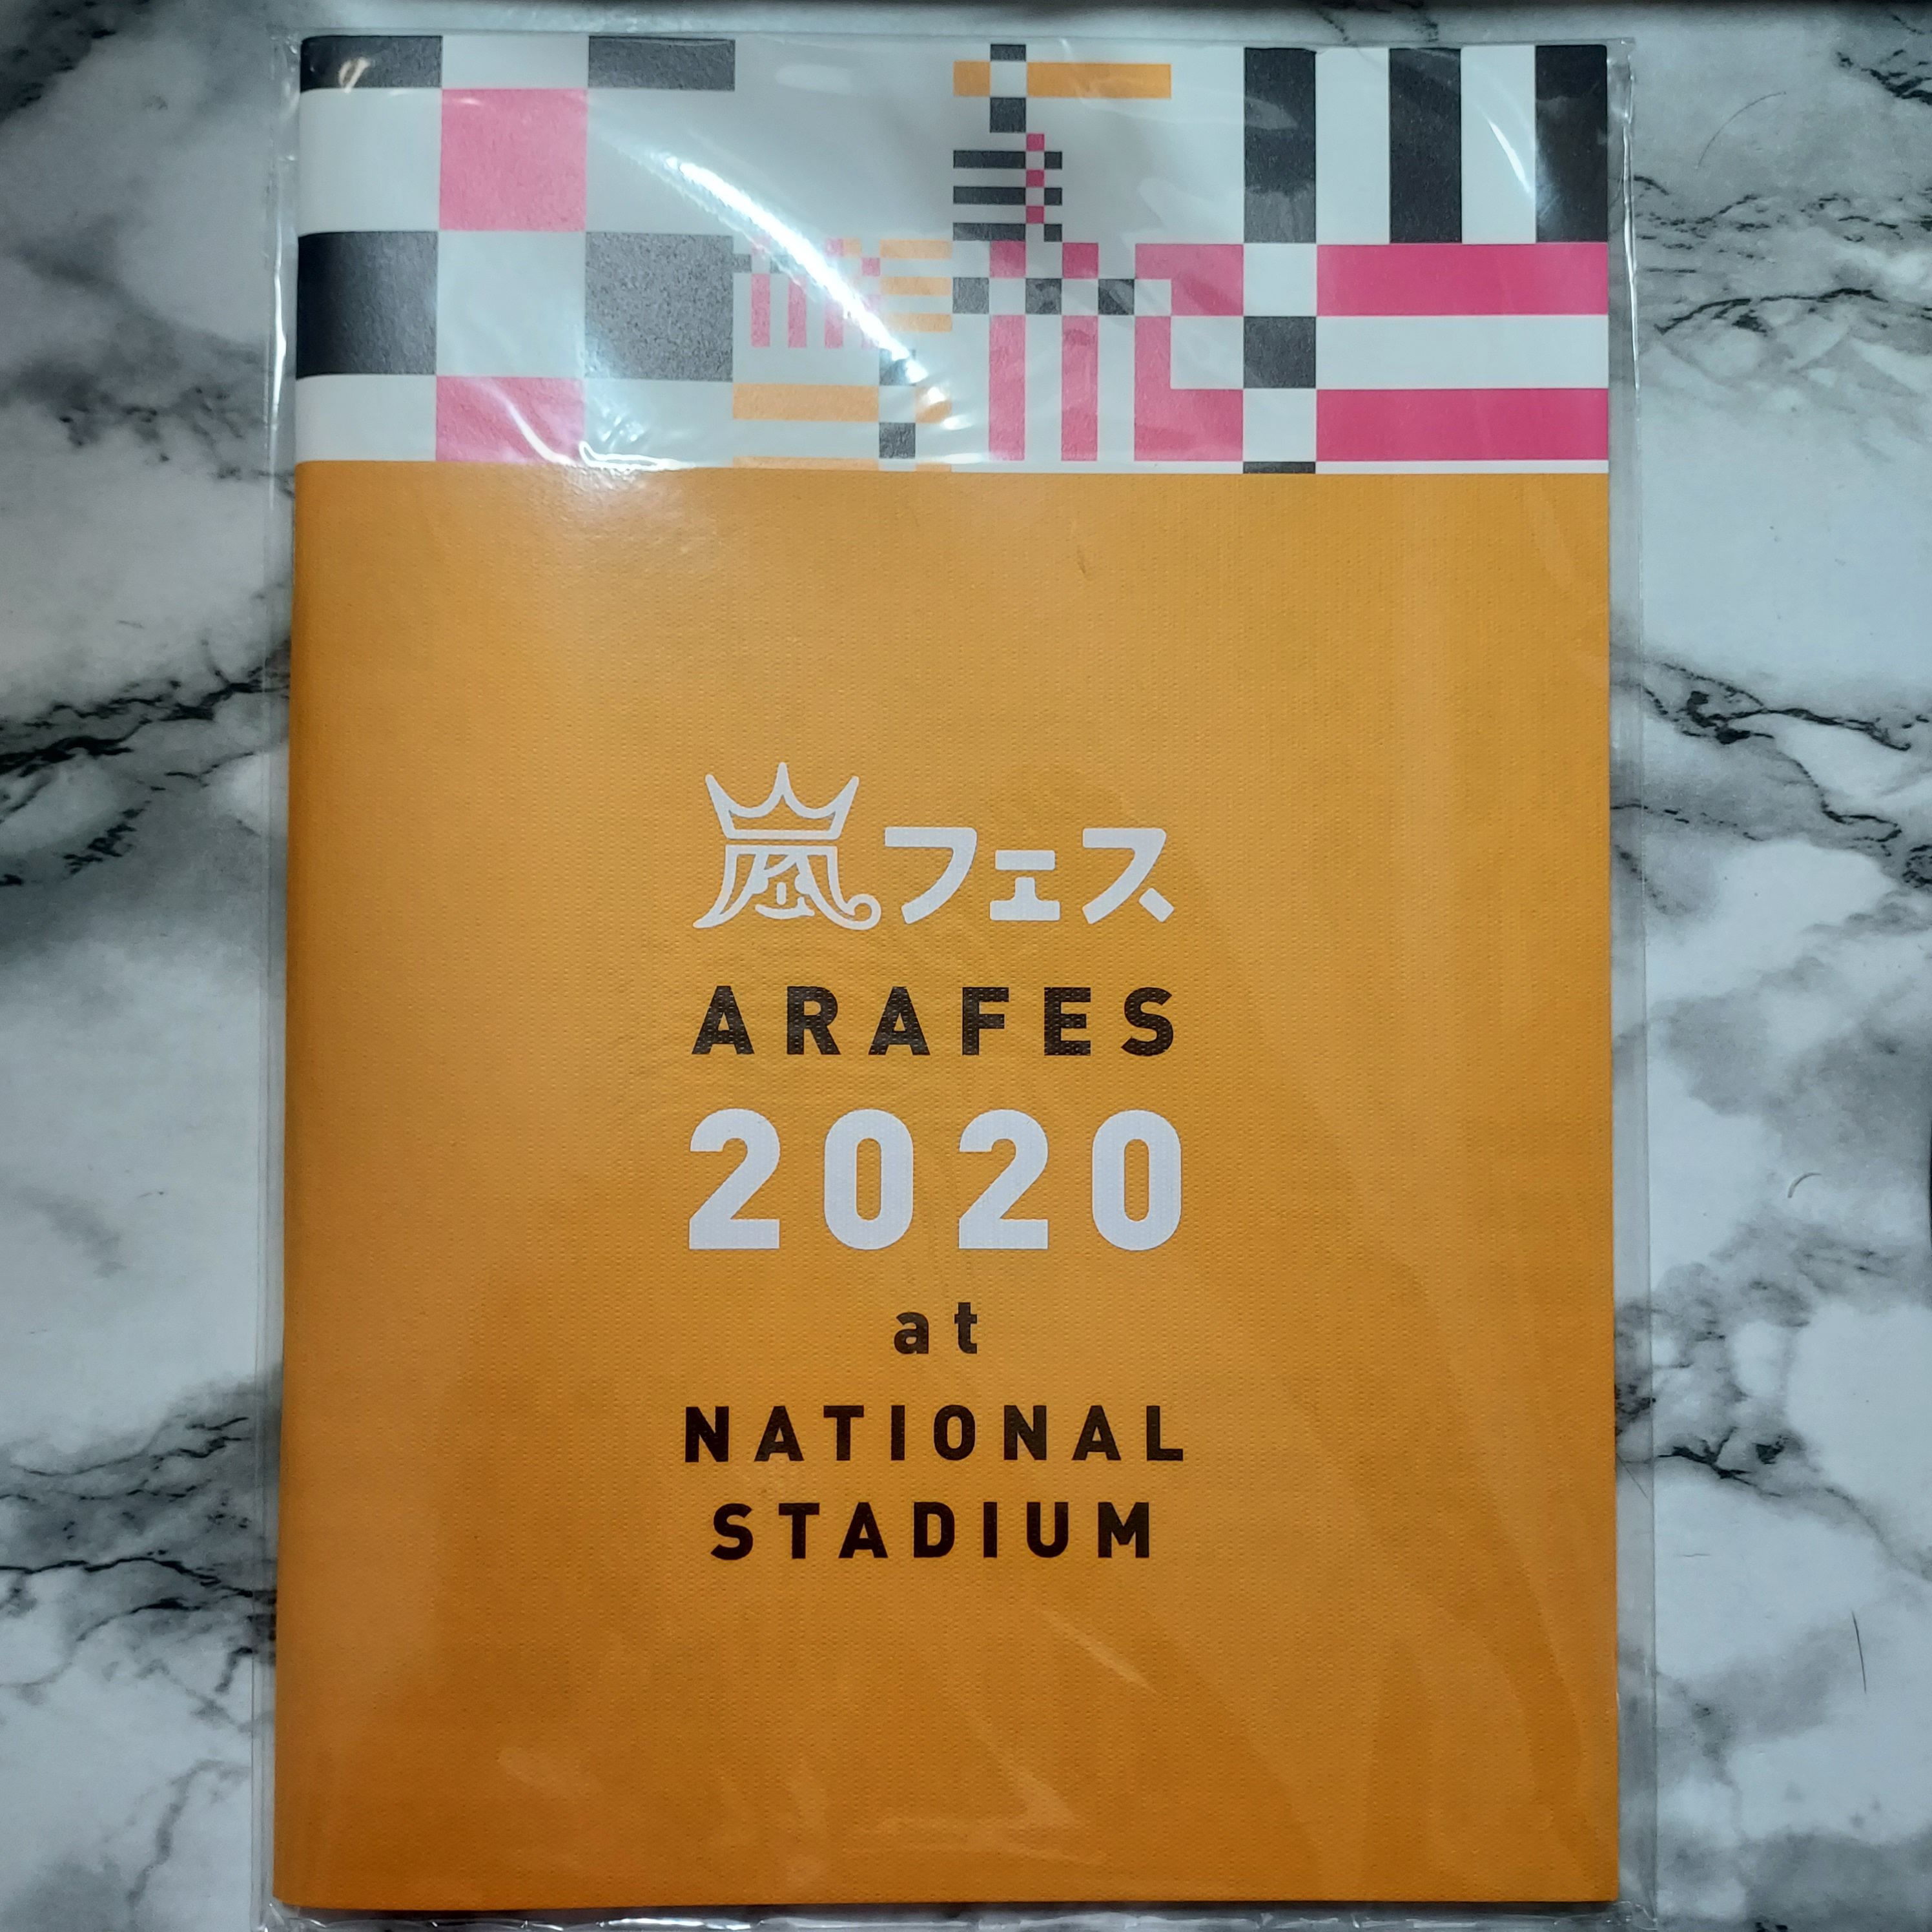 嵐フェス
ARAFES
2020
at
NATIONAL
STADIUM